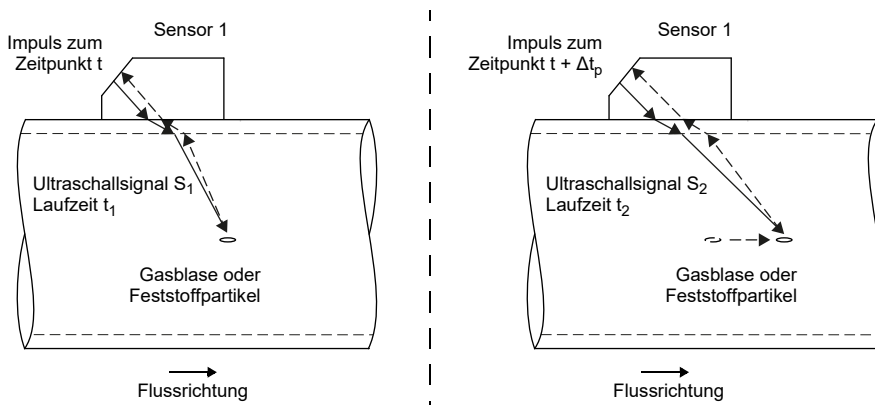 Sensor 1
Impuls zum
Zeitpunkt t
Ultraschallsignal S1
Laufzeit t1
Gasblase oder
Feststoffpartikel
Flussrichtung
Sensor 1
Impuls zum
Zeitpunkt t + Δtp
Ultraschallsignal S2
Laufzeit t2
Gasblase oder
Feststoffpartikel
Flussrichtung